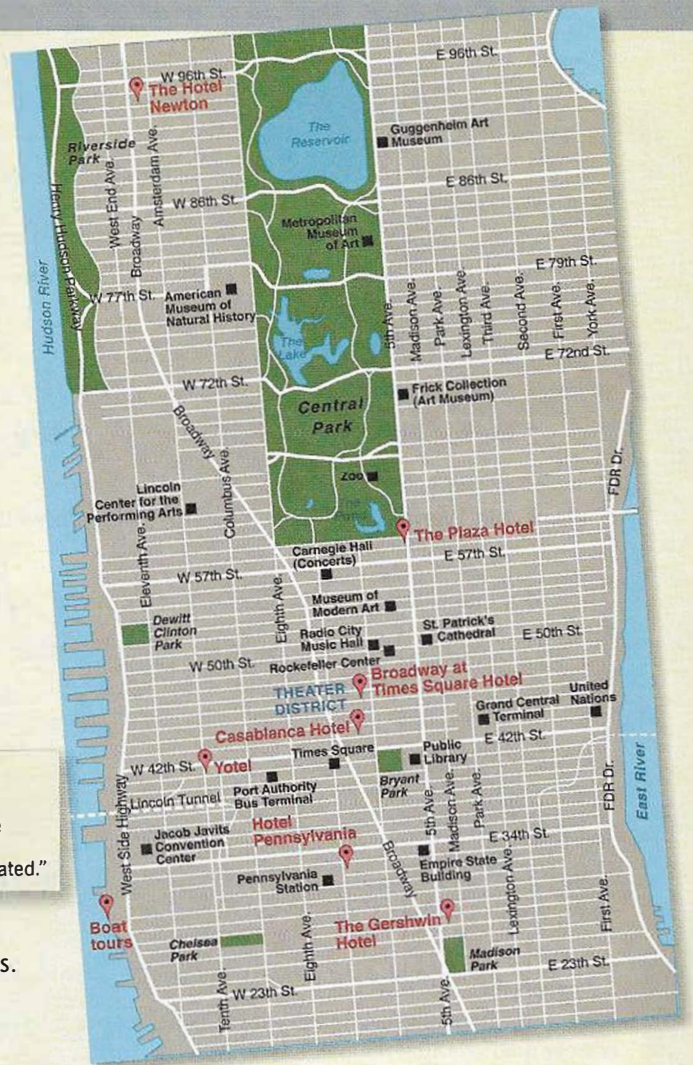 E 96th St.
W 96th St.
The Hotel
Newton
The
Reservoir
Guggenheim Art
Museum
Riverside
Park
West End Ave.
Broadway
Amsterdam Ave.
Henry Hudson Parkway
Hudson River
E 86th St.
W 86th St.
Metropolitan
Museum
of Art
E 79th St.
W 77th St.
American
Museum of
Natural History
5th Ave.
Madison Ave.
Park Ave.
Lexington Ave.
Third Ave.
Second Ave.
First Ave.
York Ave.
The
Lake
E 72nd St.
W 72nd St.
Frick Collection
(Art Museum)
Central
Park
Broadway
Columbus Ave.
Zoo
The
Pond
FDR Dr.
Lincoln
Center for the
Performing Arts
Eleventh Ave.
The Plaza Hotel
Carnegie Hall
(Concerts)
E 57th St.
W 57th St.
Eighth Ave.
Museum of
Modern Art
Dewitt
Clinton
Park
Radio City
Music Hall
St. Patrick's
Cathedral
E 50th St.
W 50th St.
Rockefeller Center
Broadway at
Times Square Hotel
THEATER
DISTRICT
Grand Central
Terminal
United
Nations
Casablanca Hotel
E 42th St.
W 42th St.
Yotel
Times Square
Public
Library
Bryant
Park
Port Authority
Bus Terminal
Lincoln Tunnel
West Side Highway
5th Ave.
Madison Ave.
Park Ave.
FDR Dr.
East River
Jacob Javits
Convention
Center
Hotel
Pennsylvania
E 34th St.
Broadway
Empire State
Building
Pennsylvania
Station
ated.”
Boat
tours
The Gershwin
Hotel
Lexington Ave.
First Ave.
Chelsea
Park
Eighth Ave.
Madison
Park
s.
E 23th St.
W 23th St.
Tenth Ave.
5th Ave.